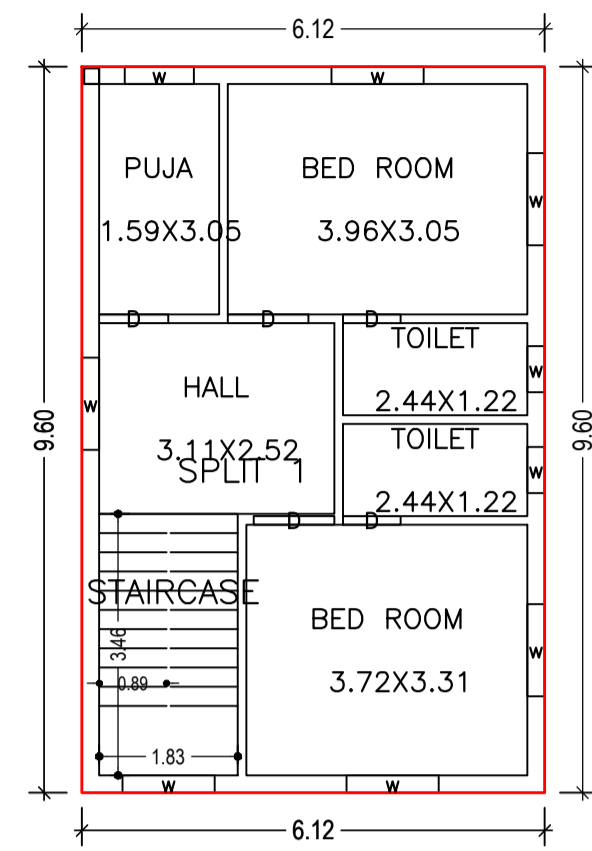 6.12
W W
PUJA BED ROOM
1.59X3.05 3.96X3.05
W
D D D
TOILET
W
HALL
2.44X1.22
W
9.60 9.60
TOILET
3.11X2.52
SPLIT 1
W
2.44X1.22
D D
STAIRCASE
BED ROOM
3.46
W
0.89
3.72X3.31
1.83
W W
6.12